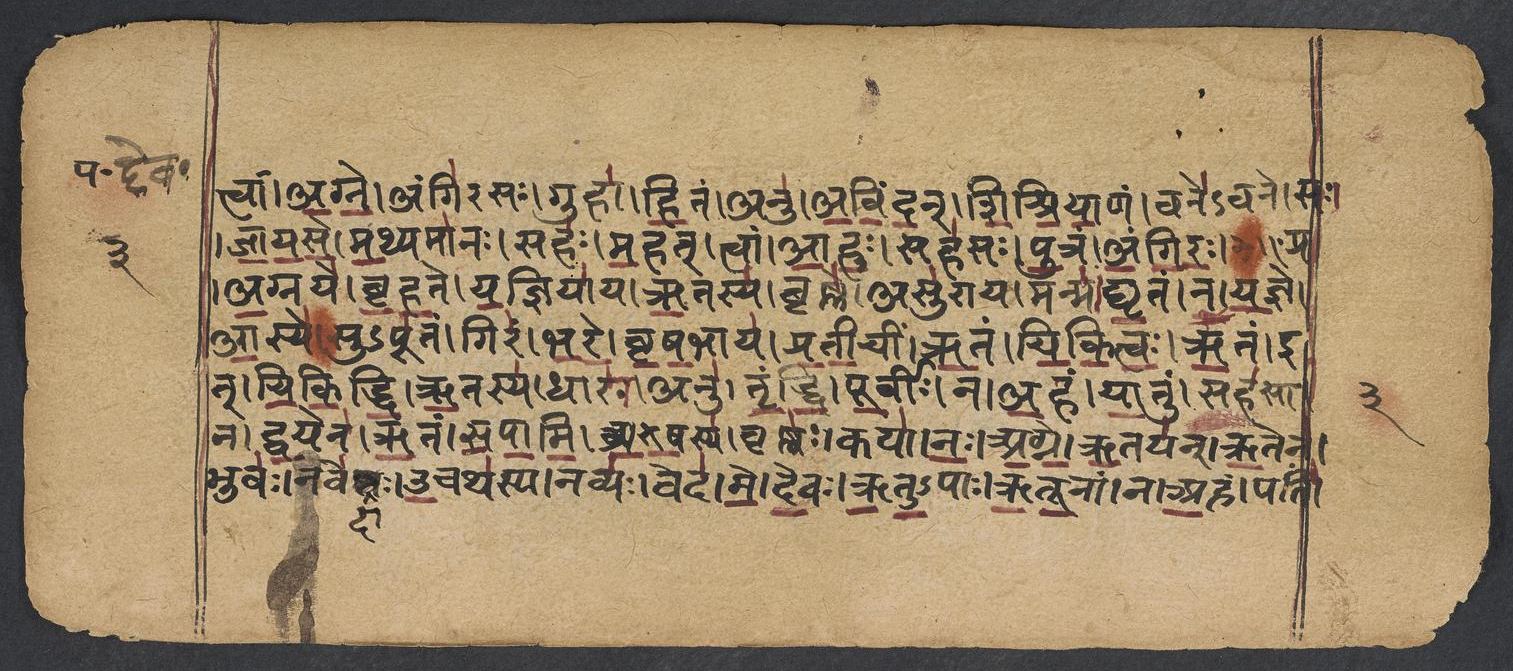 प॰ द्वेव॰
३
त्वां। अग्ने। अंगिरसः। गुहा। हितं। अनु। अविंदन्। शिश्रियाणं। वनेऽवने। सः।
। जायसे। मथ्यमानः। सहः। महत्। त्वां। आहुः। सहसः। पुत्रं। अंगिरः। प्र
। अग्नये। बृहते। यज्ञियाय। ऋतस्य। वृष्णे। असुराय। मन्म। घृतं। न। यज्ञे।
आस्ये। सुऽपूतं। गिरं। भरे। वृषभाय। प्रतीचीं। ऋतं। चिकित्वः। ऋतं। इ
त्। चिकिद्धि। ऋतस्य। धाराः। अनु। तृंद्धि। पूर्वीः। न। अहं। यातुं। सहसा।
न। द्वयेन। ऋतं। सपामि। अरुषस्य। वृष्णः। कया। नः। अग्ने। ऋतयन्। ऋतेन।
भुवः। नवेदाः। उचथस्य। नव्यः। वेद। मे। देवः। ऋतुऽपाः। ऋतूनां। न। अहं। पतिं।
दा
३